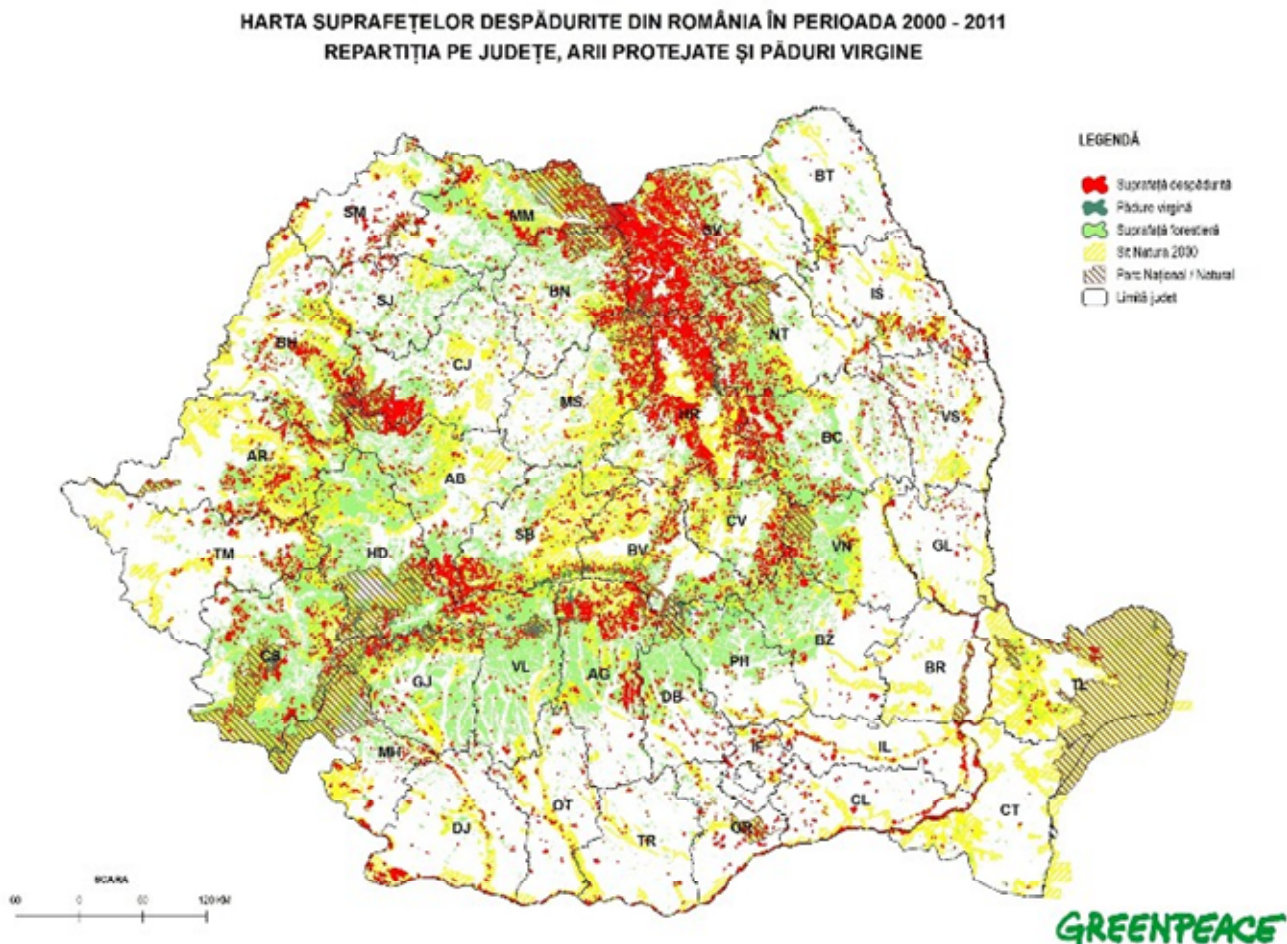 HARTA SUPRAFEȚELOR DESPĂDURITE DIN ROMÂNIA ÎN PERIOADA 2000 - 2011
REPARTIȚIA PE JUDEȚE, ARII PROTEJATE ȘI PĂDURI VIRGINE
LEGENDĂ
Suprafață despădurită
Pădure virgină
Suprafață forestieră
Sit Natura 2000
Parc Național / Natural
Limită județ
BT
SM
MM
SV
IS
SJ
BN
NT
BH
CJ
MS
HR
VS
BC
AR
AB
SB
CV
TM
HD
BV
VN
GL
CS
BZ
VL
AG
PH
BR
GJ
DB
TL
MH
IF
IL
OT
CL
CT
DJ
TR
GR
SCARA
60 0 60 120 KM
GREENPEACE